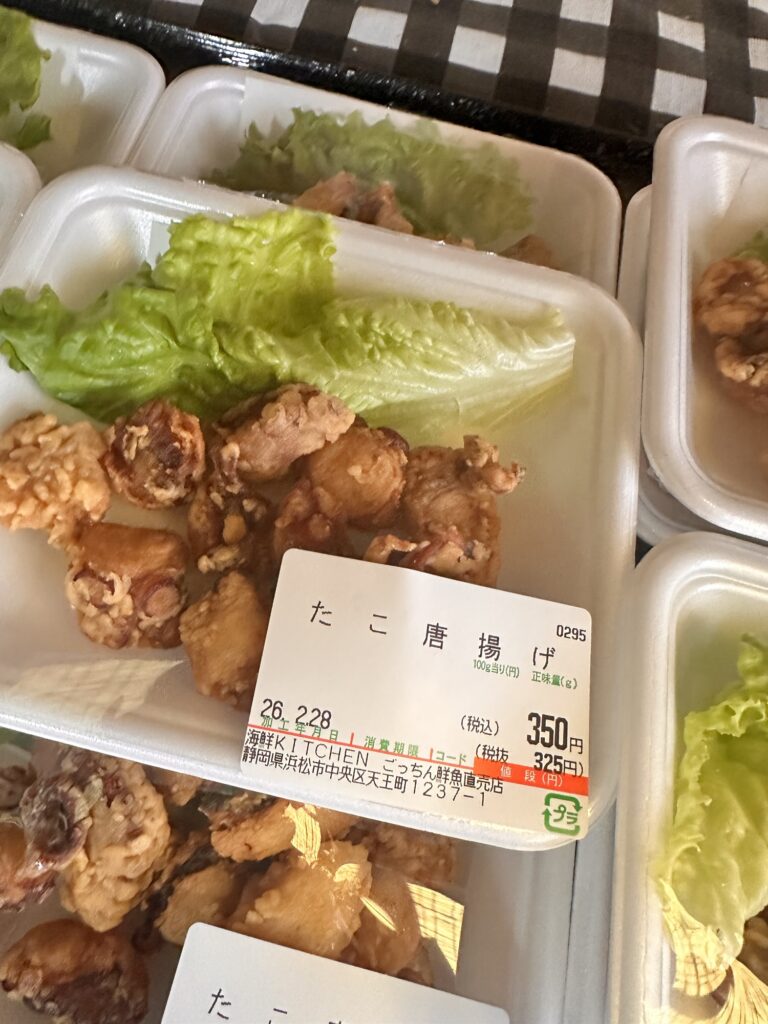 0295
たこ唐揚げ
100g当り(円) 正味量(g)
26. 2.28 (税込) 350円
加工年月日 消費期限 コード (税抜 325円)
値 段 (円)
海鮮KITCHEN ごっちん鮮魚直売店
静岡県浜松市中央区天王町1237-1
プラ
たこ